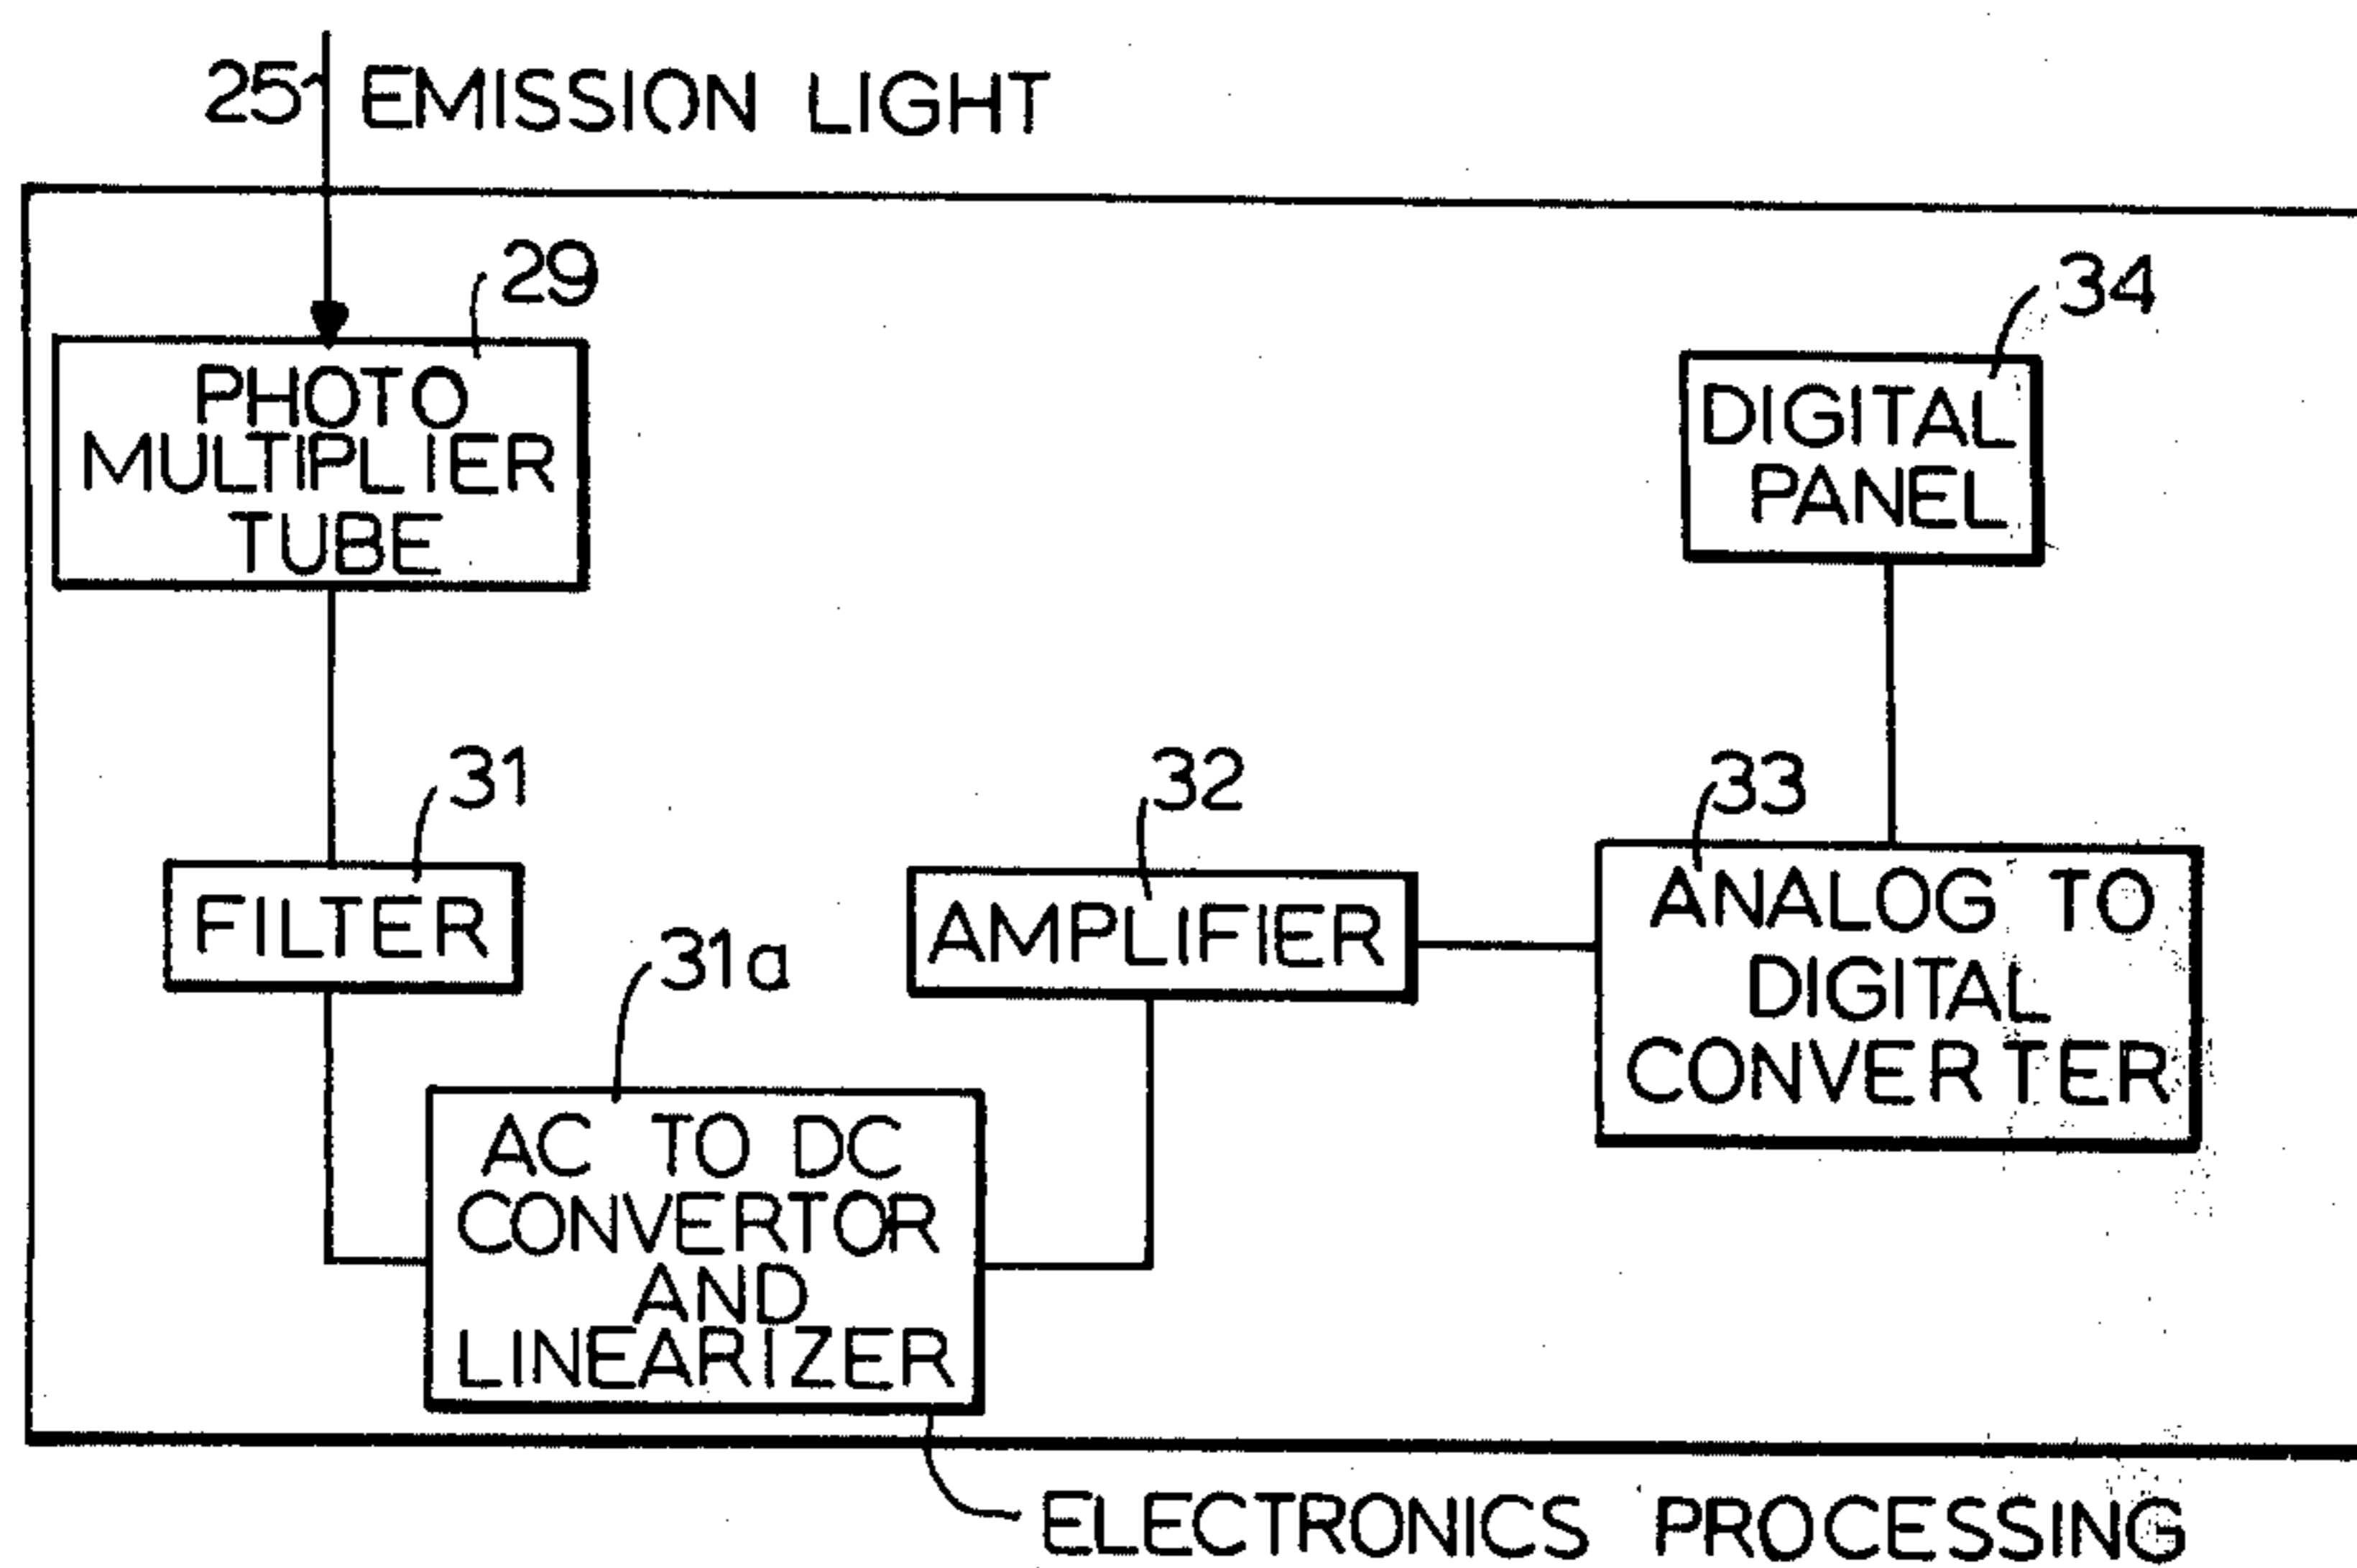 25 EMISSION LIGHT
29
PHOTO
MULTIPLIER
TUBE
34
DIGITAL
PANEL
31
FILTER
31a
AC TO DC
CONVERTOR
AND
LINEARIZER
32
AMPLIFIER
33
ANALOG TO
DIGITAL
CONVERTER
ELECTRONICS PROCESSING